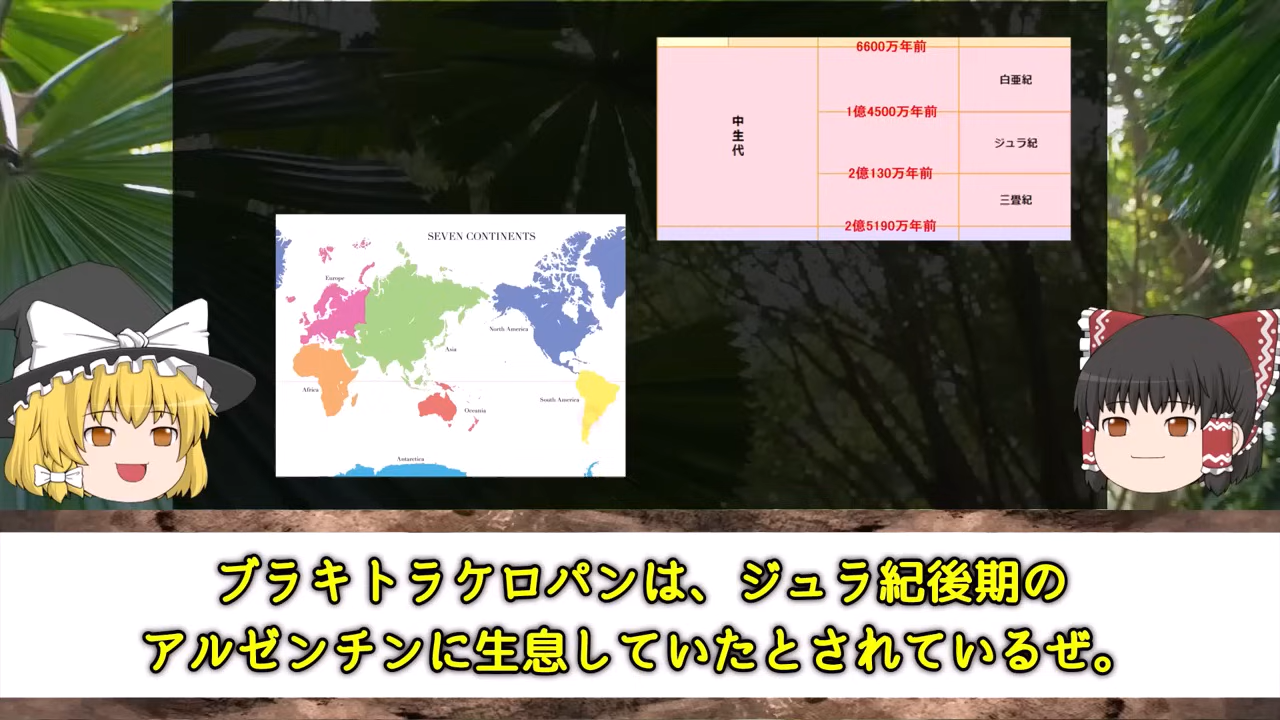 6600万年前
白亜紀
1億4500万年前
中生代
ジュラ紀
2億130万年前
三畳紀
2億5190万年前
SEVEN CONTINENTS
Europe
North America
Asia
Africa
South America
Oceania
Antarctica
ブラキトラケロパンは、ジュラ紀後期の
アルゼンチンに生息していたとされているぜ。